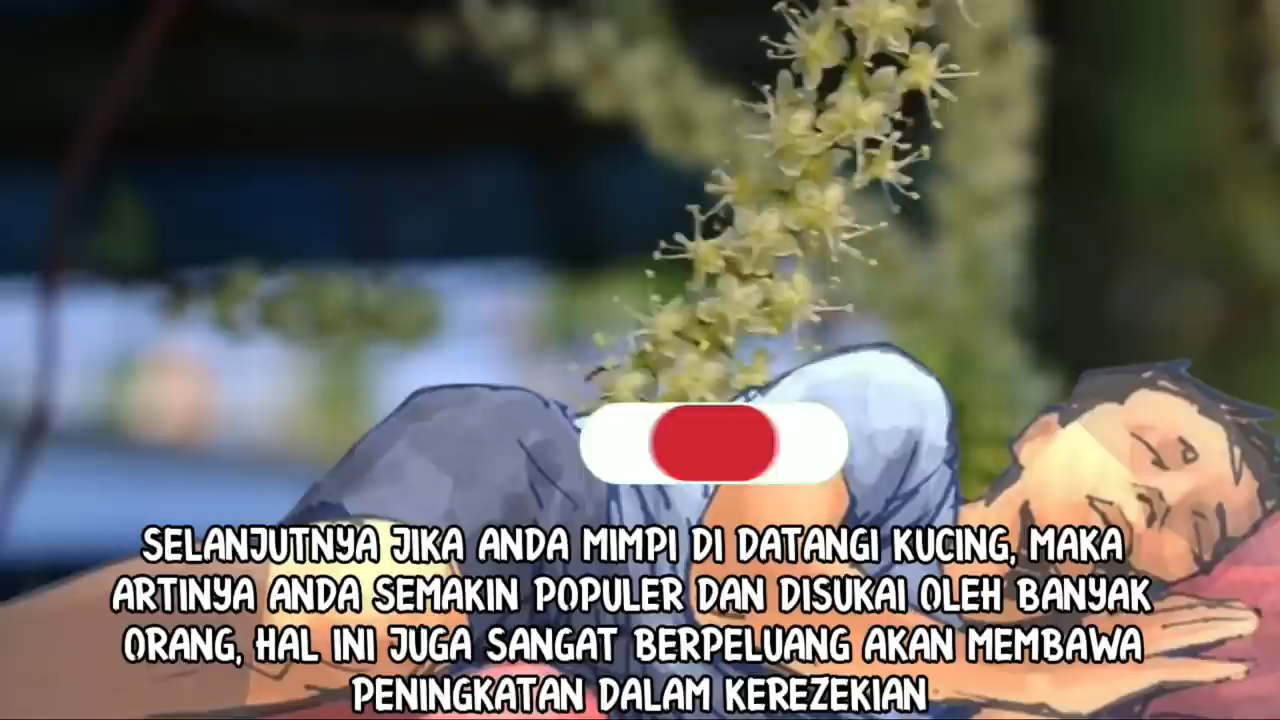 SELANJUTNYA JIKA ANDA MIMPI DI DATANGI KUCING, MAKA
ARTINYA ANDA SEMAKIN POPULER DAN DISUKAI OLEH BANYAK
ORANG, HAL INI JUGA SANGAT BERPELUANG AKAN MEMBAWA
PENINGKATAN DALAM KEREZEKIAN